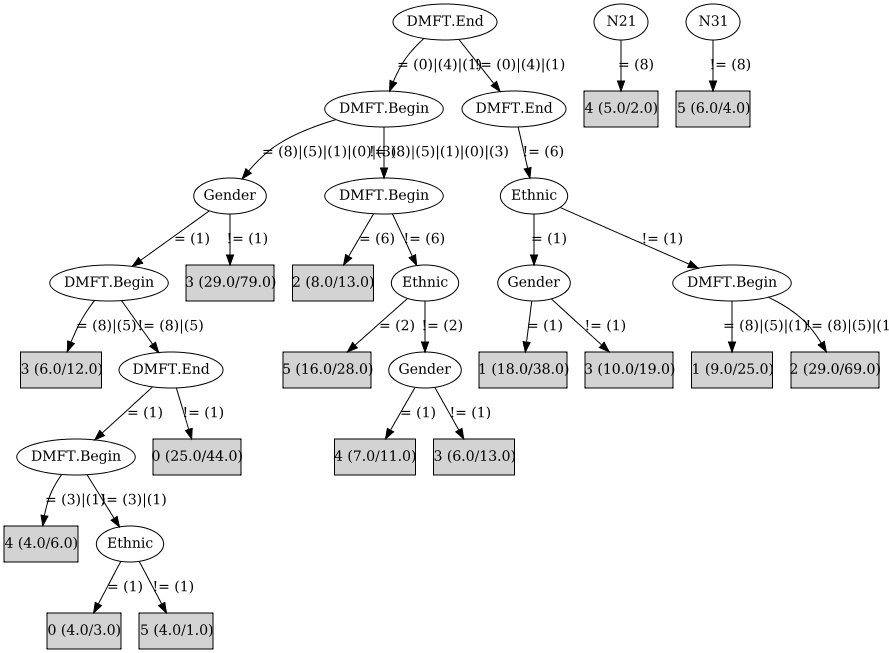 DMFT.End
N21
N31
= (0)|(4)|(1)
!= (0)|(4)|(1)
= (8)
!= (8)
DMFT.Begin
DMFT.End
4 (5.0/2.0)
5 (6.0/4.0)
= (8)|(5)|(1)|(0)|(3)
!= (8)|(5)|(1)|(0)|(3)
!= (6)
Gender
DMFT.Begin
Ethnic
= (1)
!= (1)
= (6)
!= (6)
= (1)
!= (1)
DMFT.Begin
3 (29.0/79.0)
2 (8.0/13.0)
Ethnic
Gender
DMFT.Begin
= (8)|(5)
!= (8)|(5)
= (2)
!= (2)
= (1)
!= (1)
= (8)|(5)|(1)
!= (8)|(5)|(1
3 (6.0/12.0)
DMFT.End
5 (16.0/28.0)
Gender
1 (18.0/38.0)
3 (10.0/19.0)
1 (9.0/25.0)
2 (29.0/69.0)
= (1)
!= (1)
= (1)
!= (1)
DMFT.Begin
0 (25.0/44.0)
4 (7.0/11.0)
3 (6.0/13.0)
= (3)|(1)
!= (3)|(1)
4 (4.0/6.0)
Ethnic
= (1)
!= (1)
0 (4.0/3.0)
5 (4.0/1.0)